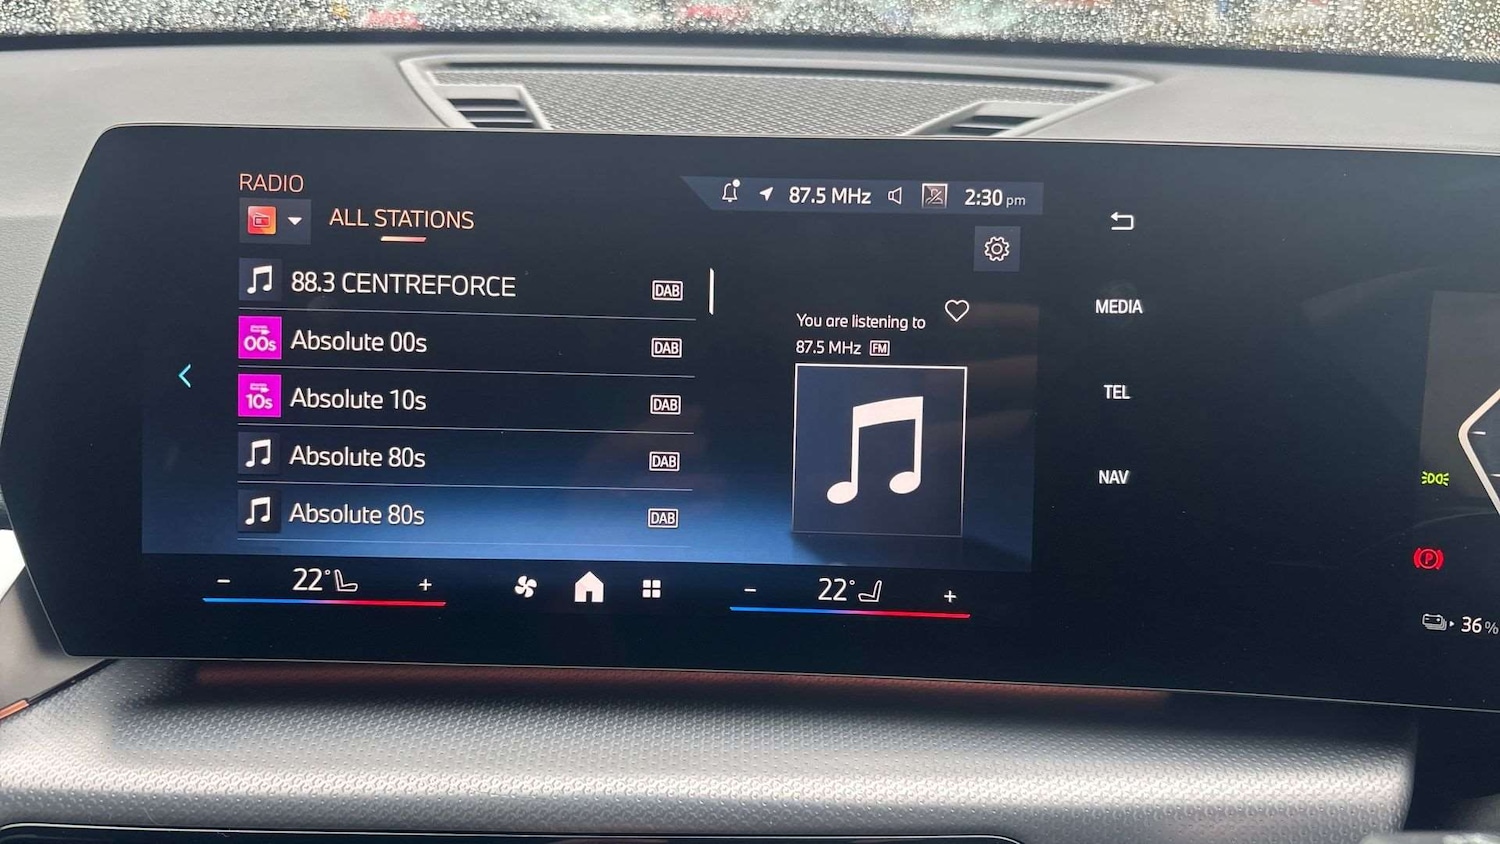 RADIO
ALL STATIONS
87.5 MHz
2:30 pm
88.3 CENTREFORCE DAB
00s Absolute 00s DAB
10s Absolute 10s DAB
Absolute 80s DAB
Absolute 80s DAB
You are listening to
87.5 MHz FM
MEDIA
TEL
NAV
- 22° +
- 22° +
P
36 %